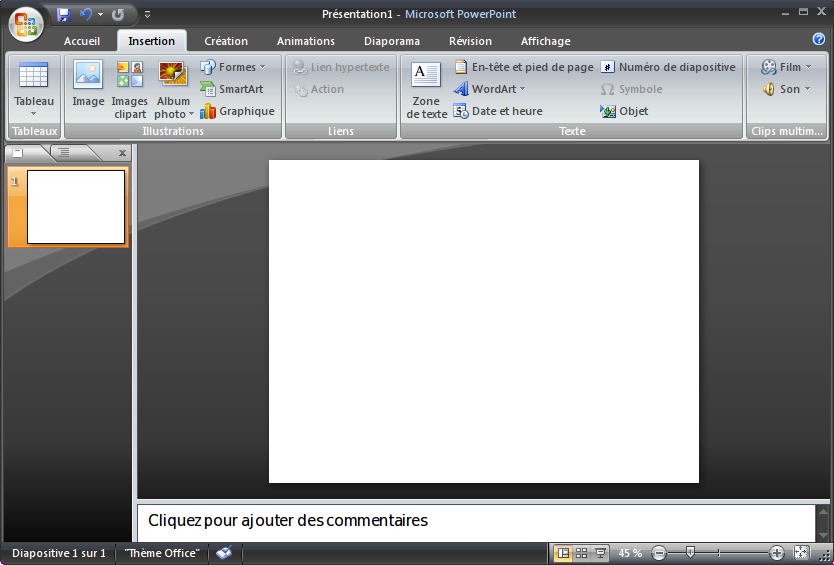 Présentation1 - Microsoft PowerPoint
Accueil Insertion Création Animations Diaporama Révision Affichage
Tableau
Tableaux
Image
Images clipart
Album photo
Formes
SmartArt
Graphique
Illustrations
Lien hypertexte
Action
Liens
A
Zone de texte
En-tête et pied de page
WordArt
Date et heure
# Numéro de diapositive
Ω Symbole
Objet
Texte
Film
Son
Clips multim...
1
Cliquez pour ajouter des commentaires
Diapositive 1 sur 1 "Thème Office" 45 %